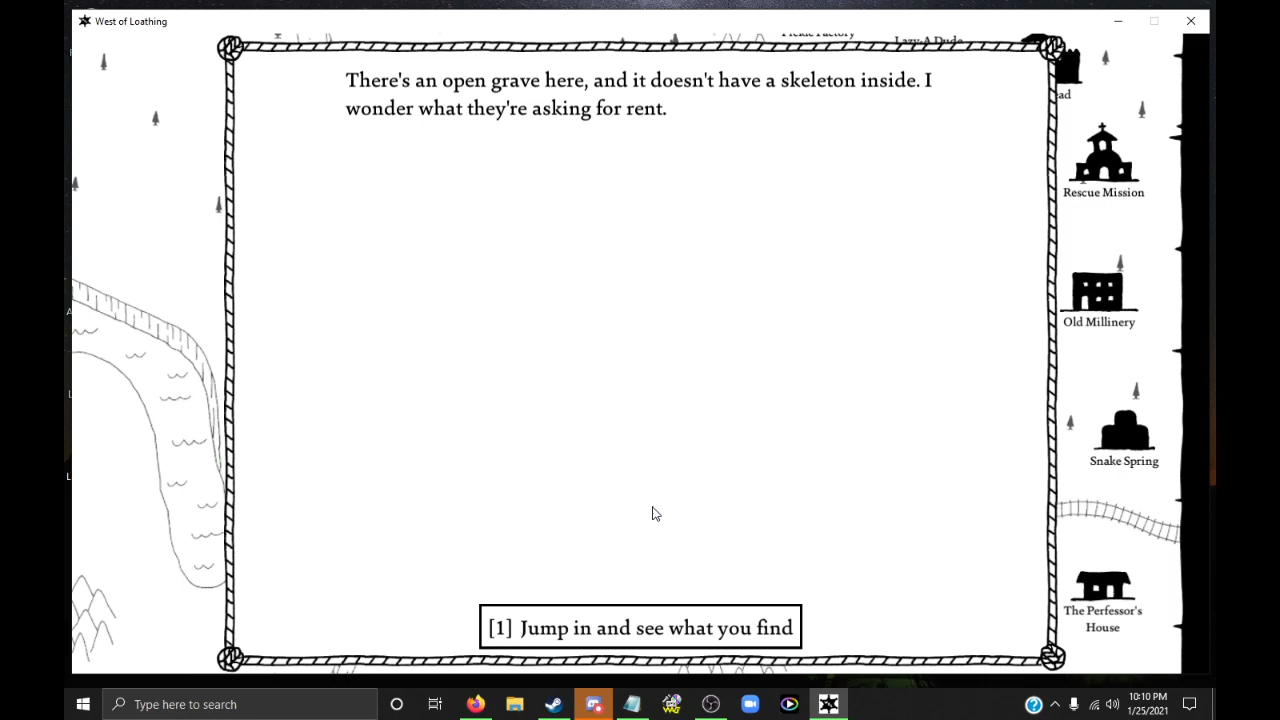 West of Loathing
Lazy-A Dude
There's an open grave here, and it doesn't have a skeleton inside. I
wonder what they're asking for rent.
Rescue Mission
Old Millinery
Snake Spring
The Perfessor's
House
[1] Jump in and see what you find
Type here to search
10:10 PM
1/25/2021